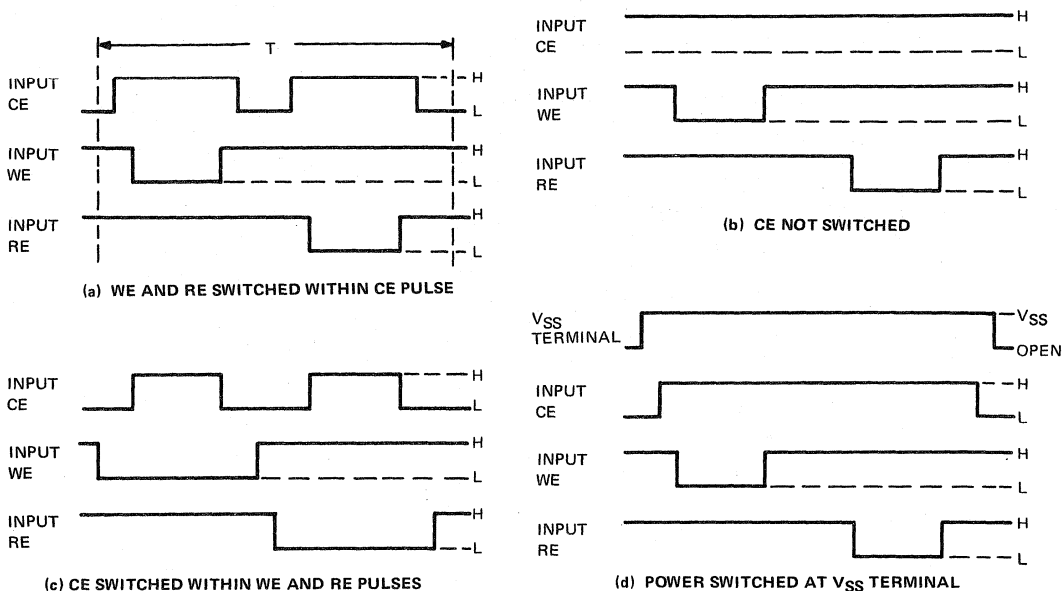 T
INPUT
CE
H
L
INPUT
WE
H
L
INPUT
RE
H
L
(a) WE AND RE SWITCHED WITHIN CE PULSE
INPUT
CE
H
L
INPUT
WE
H
L
INPUT
RE
H
L
(b) CE NOT SWITCHED
INPUT
CE
H
L
INPUT
WE
H
L
INPUT
RE
H
L
(c) CE SWITCHED WITHIN WE AND RE PULSES
VSS
TERMINAL
VSS
OPEN
INPUT
CE
H
L
INPUT
WE
H
L
INPUT
RE
H
L
(d) POWER SWITCHED AT VSS TERMINAL